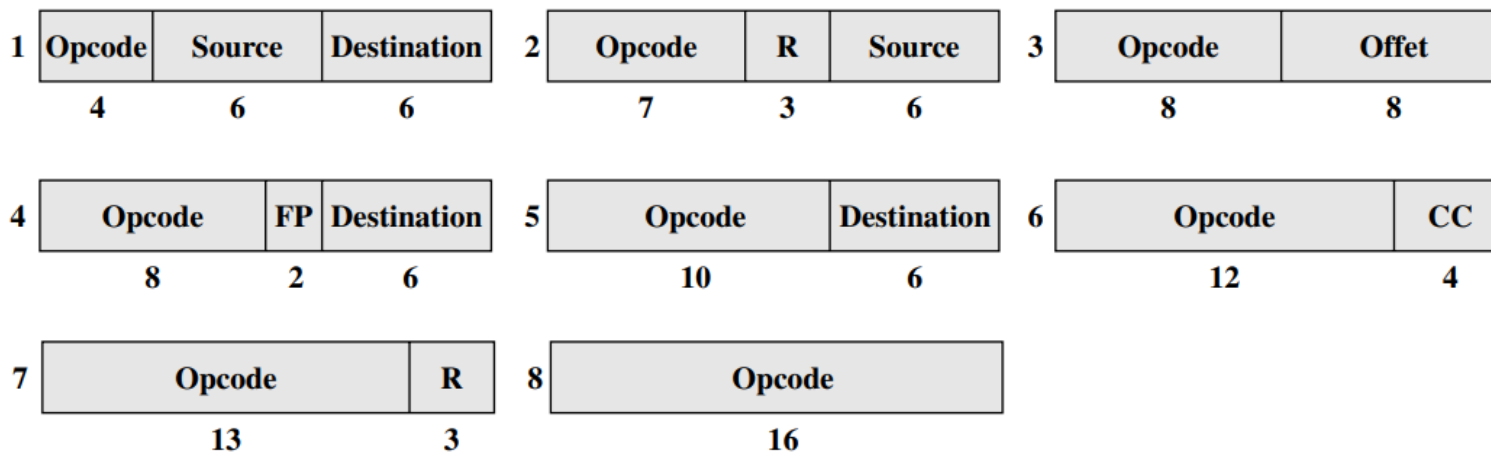 1 Opcode Source Destination 2 Opcode R Source 3 Opcode Offet
4 6 6 7 3 6 8 8
4 Opcode FP Destination 5 Opcode Destination 6 Opcode CC
8 2 6 10 6 12 4
7 Opcode R 8 Opcode
13 3 16